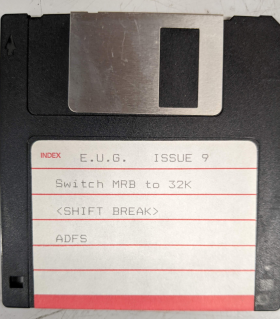 INDEX E.U.G. ISSUE 9
Switch MRB to 32K
<SHIFT BREAK>
ADFS